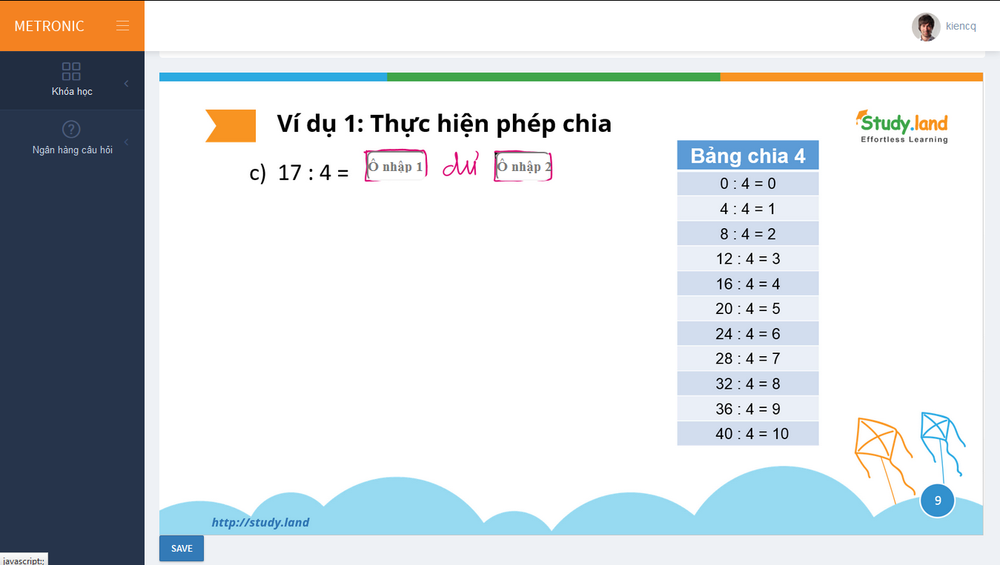 METRONIC
kiencq
Khóa học
Ngân hàng câu hỏi
Ví dụ 1: Thực hiện phép chia
Study.land
Effortless Learning
c) 17 : 4 = Ô nhập 1 dư Ô nhập 2
Bảng chia 4
0 : 4 = 0
4 : 4 = 1
8 : 4 = 2
12 : 4 = 3
16 : 4 = 4
20 : 4 = 5
24 : 4 = 6
28 : 4 = 7
32 : 4 = 8
36 : 4 = 9
40 : 4 = 10
9
http://study.land
SAVE
javascript:;